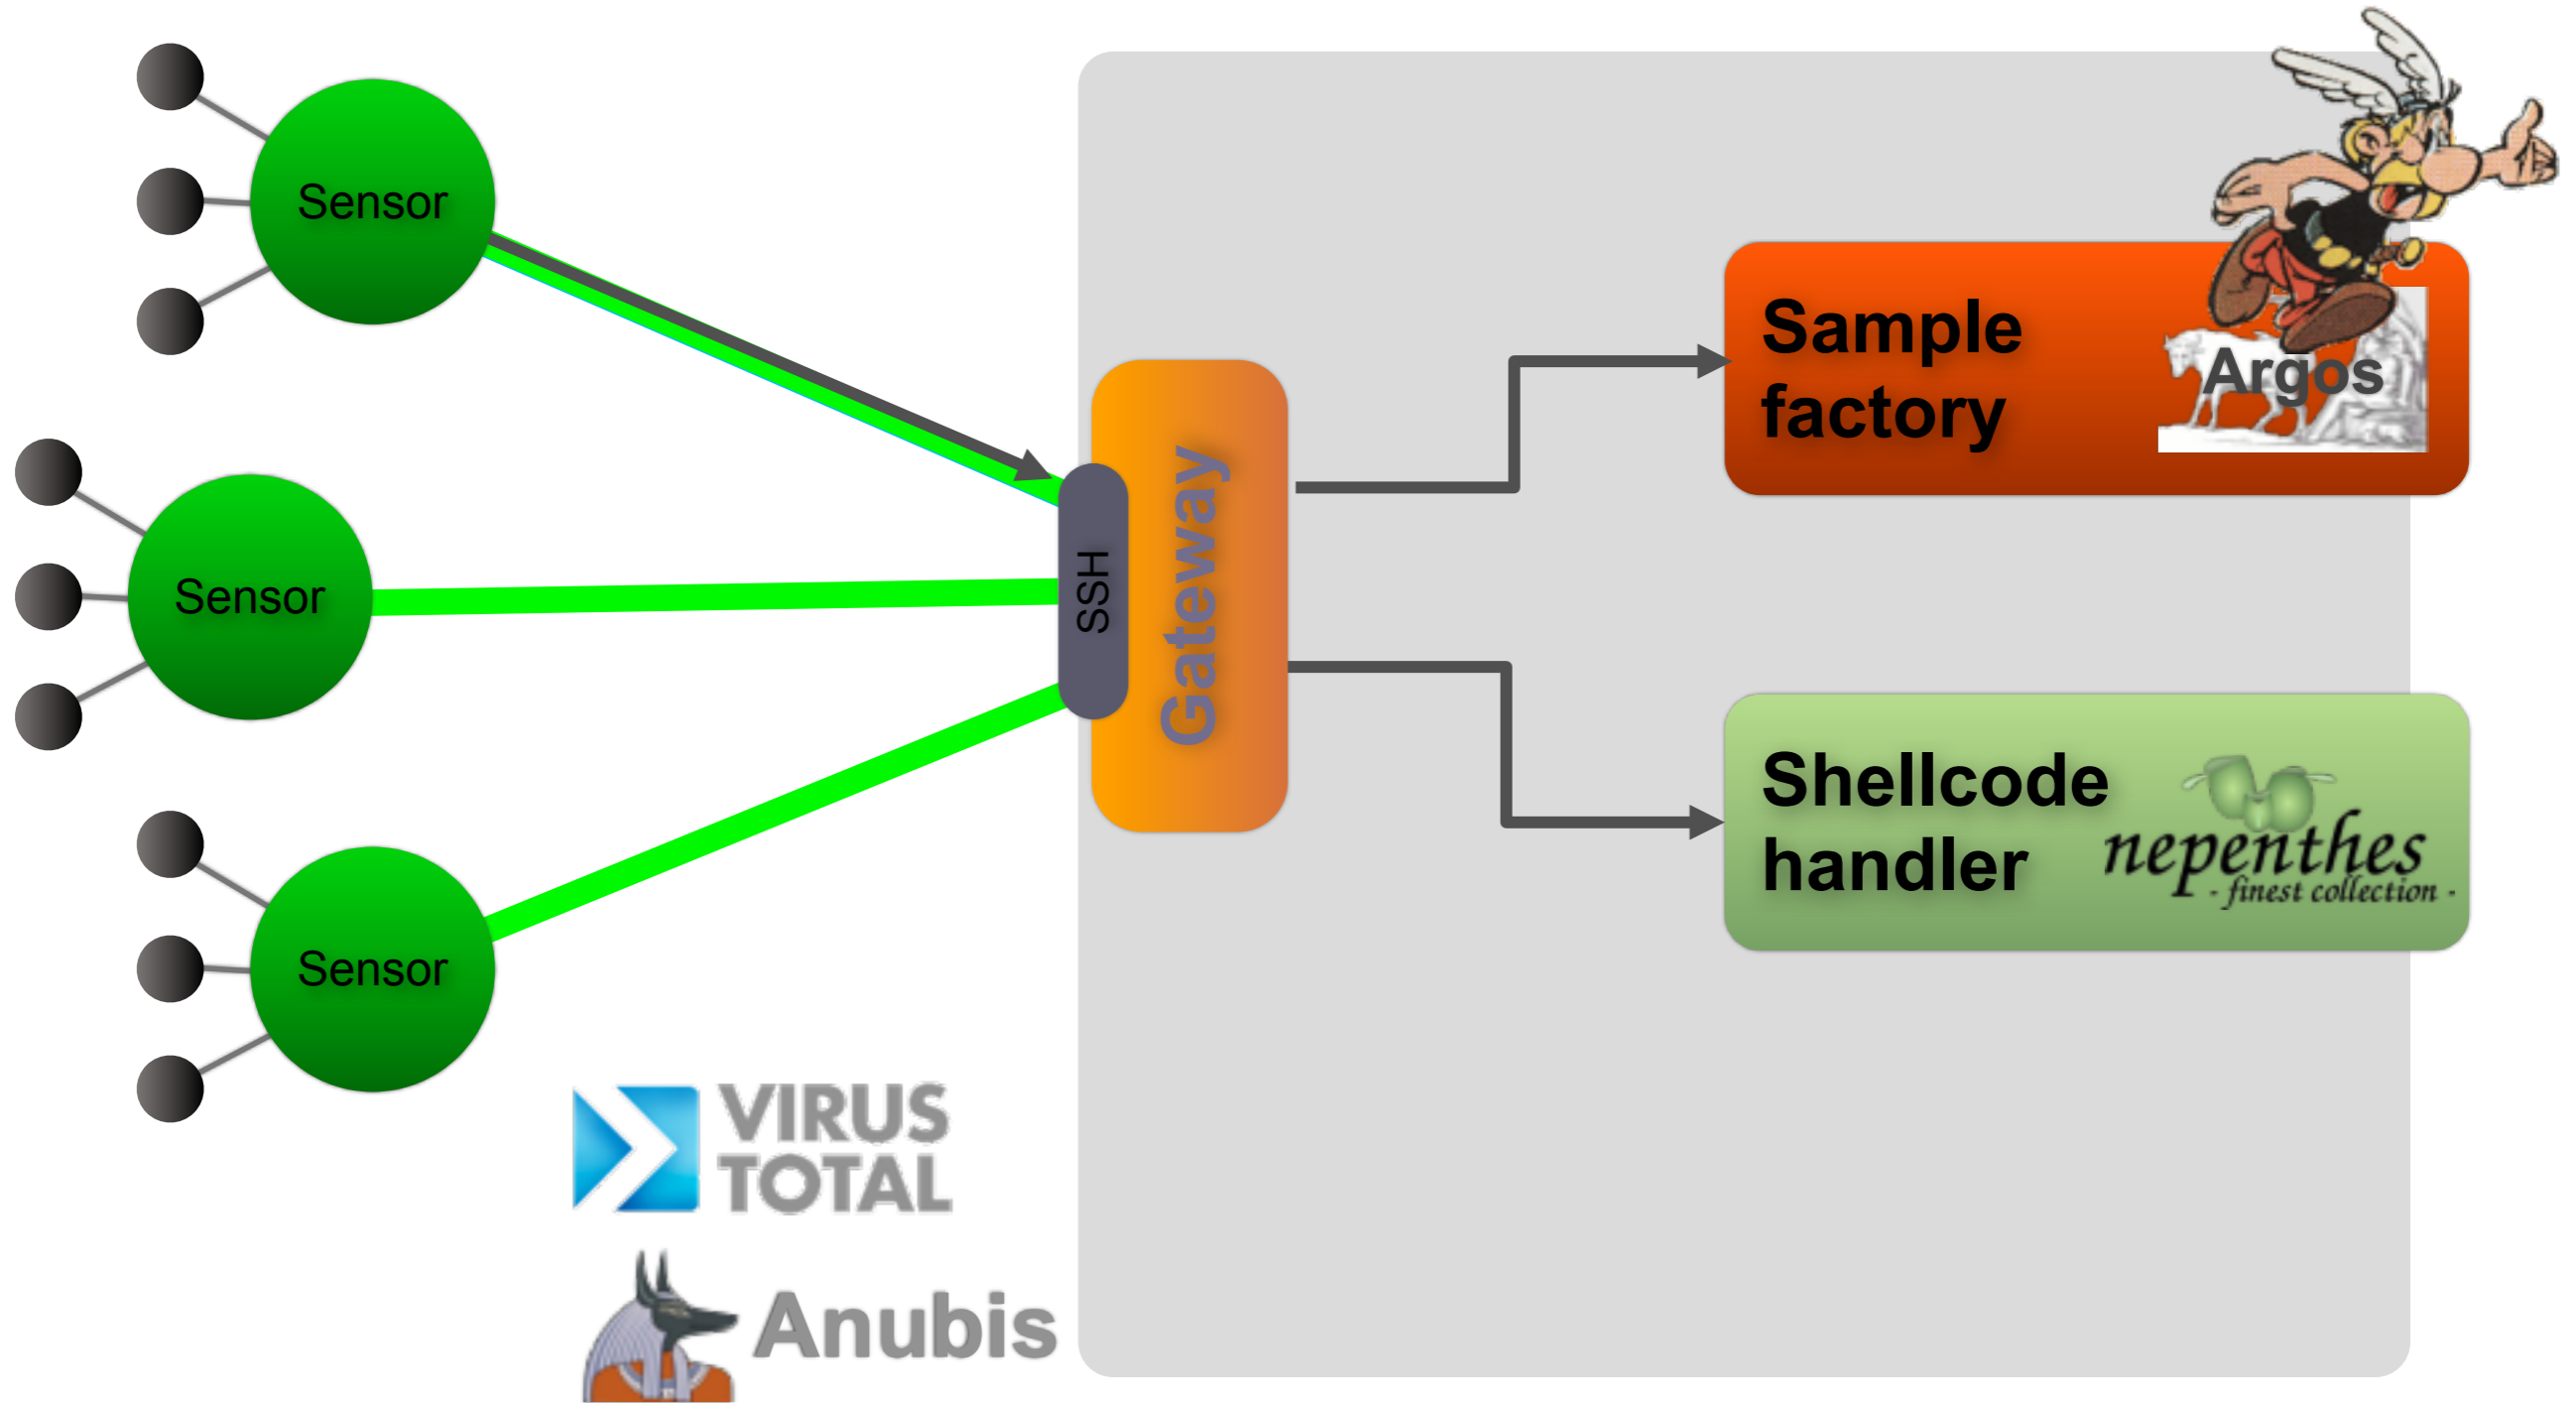 Sensor
Sensor
Sensor
SSH
Gateway
Sample
factory
Argos
Shellcode
handler
nepenthes
- finest collection -
VIRUS
TOTAL
Anubis